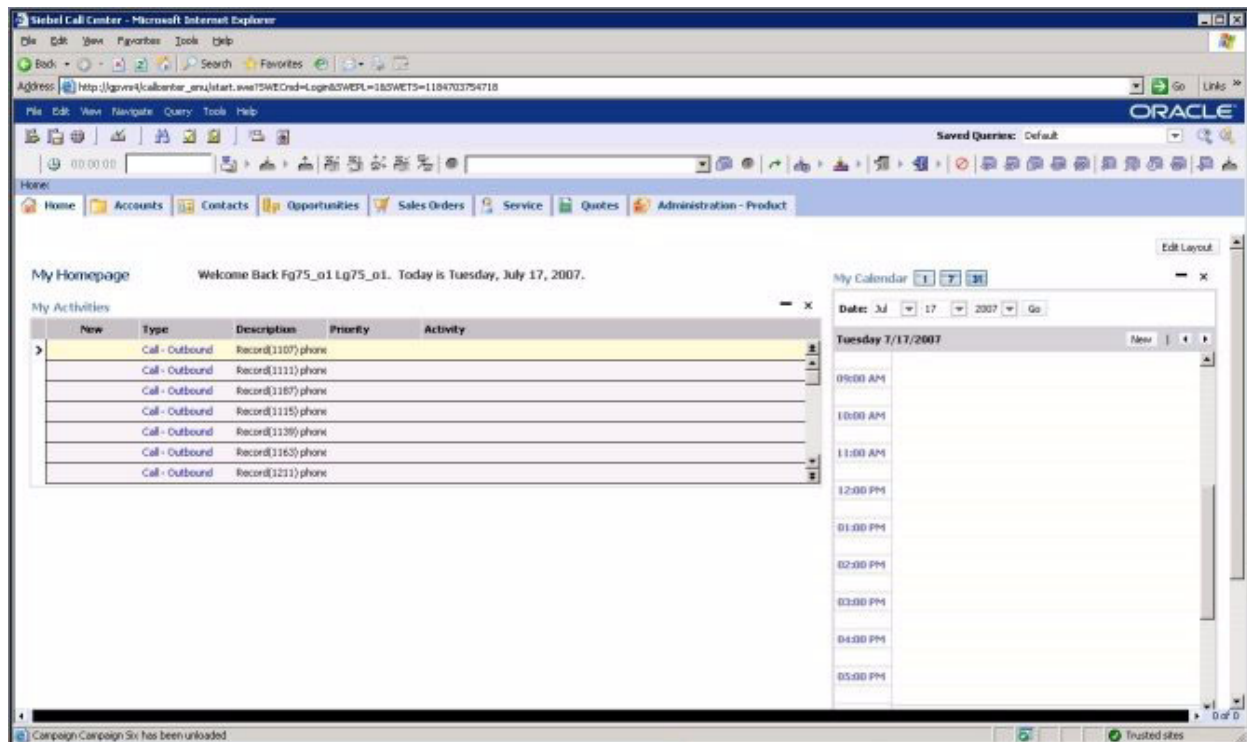 Siebel Call Center - Microsoft Internet Explorer
File Edit View Favorites Tools Help
Back Search Favorites
Address http://gpvnr4/callcenter_enu/start.swe?SWECmd=Login&SWEPL=1&SWETS=1184703754718 Go Links »
File Edit View Navigate Query Tools Help ORACLE
Saved Queries: Default
00:00:00
Home:
Home Accounts Contacts Opportunities Sales Orders Service Quotes Administration - Product
Edit Layout
My Homepage Welcome Back Fg75_o1 Lg75_o1. Today is Tuesday, July 17, 2007. My Calendar 1 7 31
My Activities Date: Jul 17 2007 Go
New Type Description Priority Activity Tuesday 7/17/2007 New
Call - Outbound Record(1107) phone
Call - Outbound Record(1111) phone
Call - Outbound Record(1187) phone
Call - Outbound Record(1115) phone
Call - Outbound Record(1139) phone
Call - Outbound Record(1163) phone
Call - Outbound Record(1211) phone
09:00 AM
10:00 AM
11:00 AM
12:00 PM
01:00 PM
02:00 PM
03:00 PM
04:00 PM
05:00 PM
0 of 0
Campaign Campaign Six has been unloaded Trusted sites